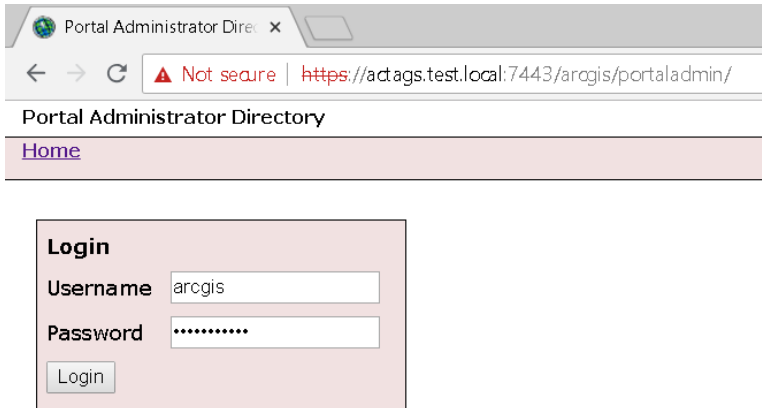 Portal Administrator Direc
Not secure | https://actags.test.local:7443/arcgis/portaladmin/
Portal Administrator Directory
Home
Login
Username arcgis
Password •••••••••••
Login